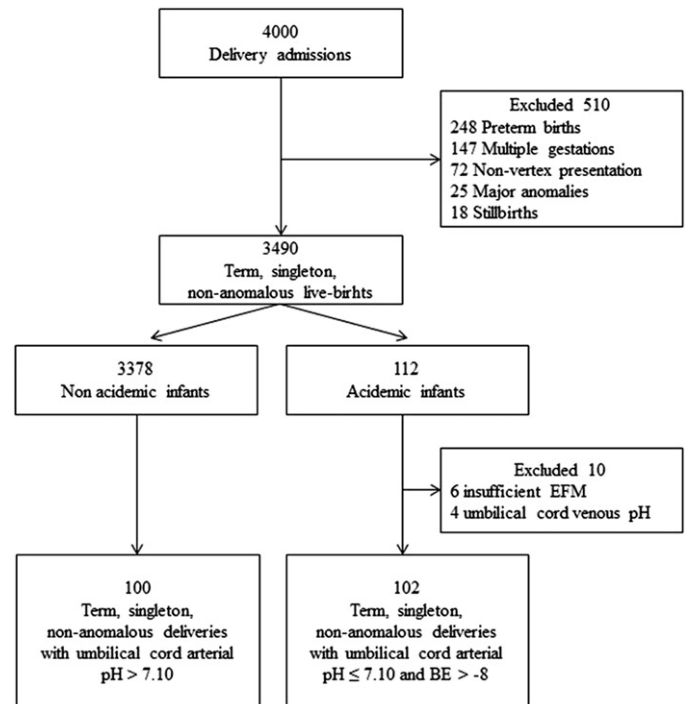 4000
Delivery admissions
Excluded 510
248 Preterm births
147 Multiple gestations
72 Non-vertex presentation
25 Major anomalies
18 Stillbirths
3490
Term, singleton,
non-anomalous live-birhts
3378
Non acidemic infants
112
Acidemic infants
Excluded 10
6 insufficient EFM
4 umbilical cord venous pH
100
Term, singleton,
non-anomalous deliveries
with umbilical cord arterial
pH > 7.10
102
Term, singleton,
non-anomalous deliveries
with umbilical cord arterial
pH ≤ 7.10 and BE > -8